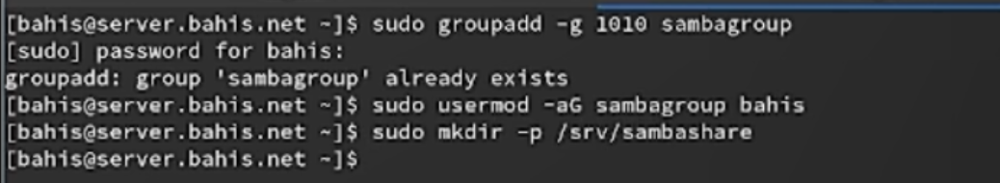 [bahis@server.bahis.net ~]$ sudo groupadd -g 1010 sambagroup
[sudo] password for bahis:
groupadd: group 'sambagroup' already exists
[bahis@server.bahis.net ~]$ sudo usermod -aG sambagroup bahis
[bahis@server.bahis.net ~]$ sudo mkdir -p /srv/sambashare
[bahis@server.bahis.net ~]$